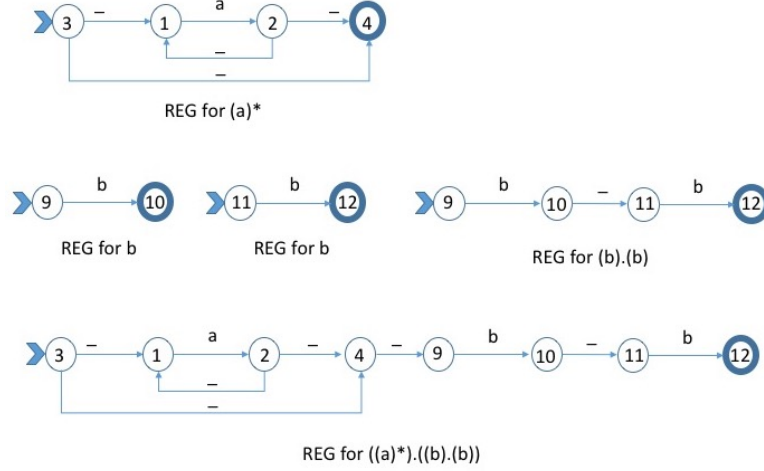 – a –
3 1 2 4
–
–
REG for (a)*
b b b – b
9 10 11 12 9 10 11 12
REG for b REG for b REG for (b).(b)
– a – – b – b
3 1 2 4 9 10 11 12
–
–
REG for ((a)*).((b).(b))